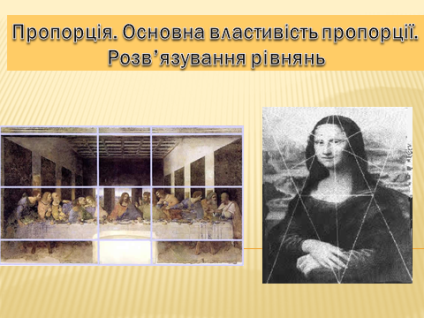 Пропорція. Основна властивість пропорції.
Розв'язування рівнянь